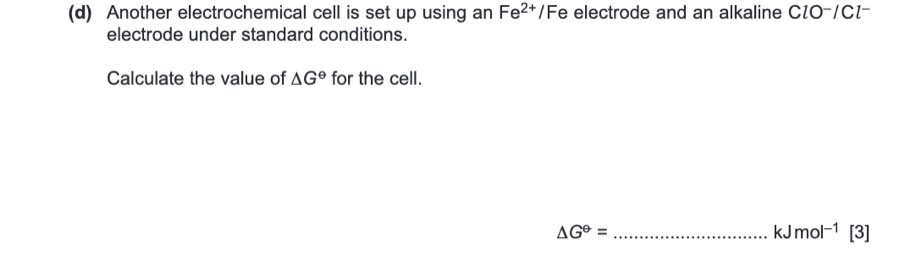 (d) Another electrochemical cell is set up using an Fe²⁺/Fe electrode and an alkaline ClO⁻/Cl⁻
electrode under standard conditions.
Calculate the value of ΔG⦵ for the cell.
ΔG⦵ = .............................. kJ mol⁻¹ [3]